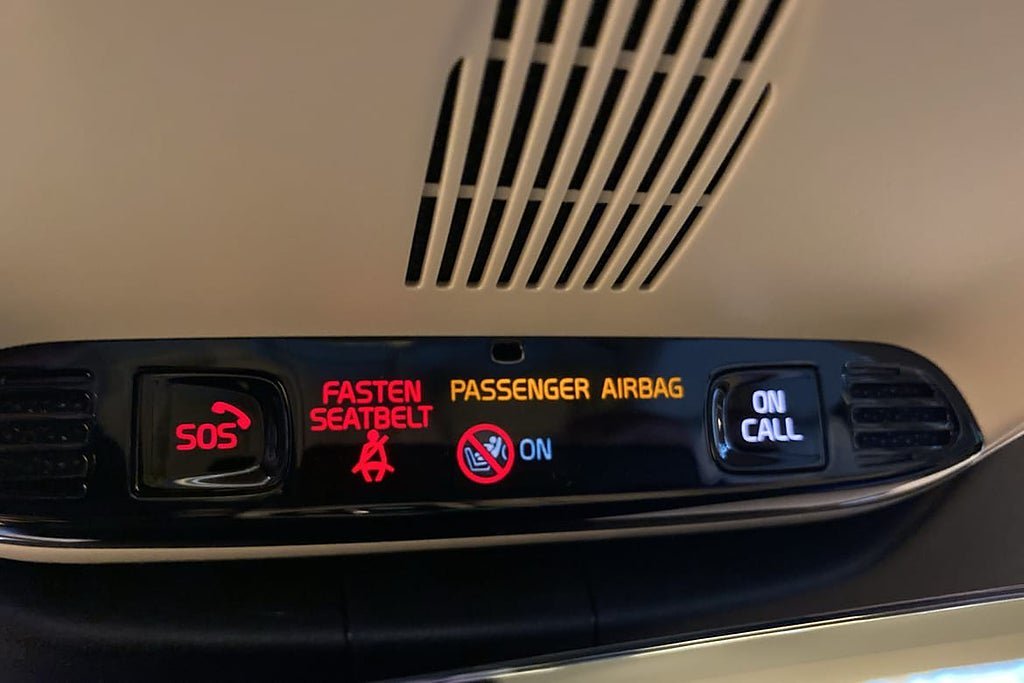 SOS
FASTEN
SEATBELT
PASSENGER AIRBAG
ON
ON
CALL